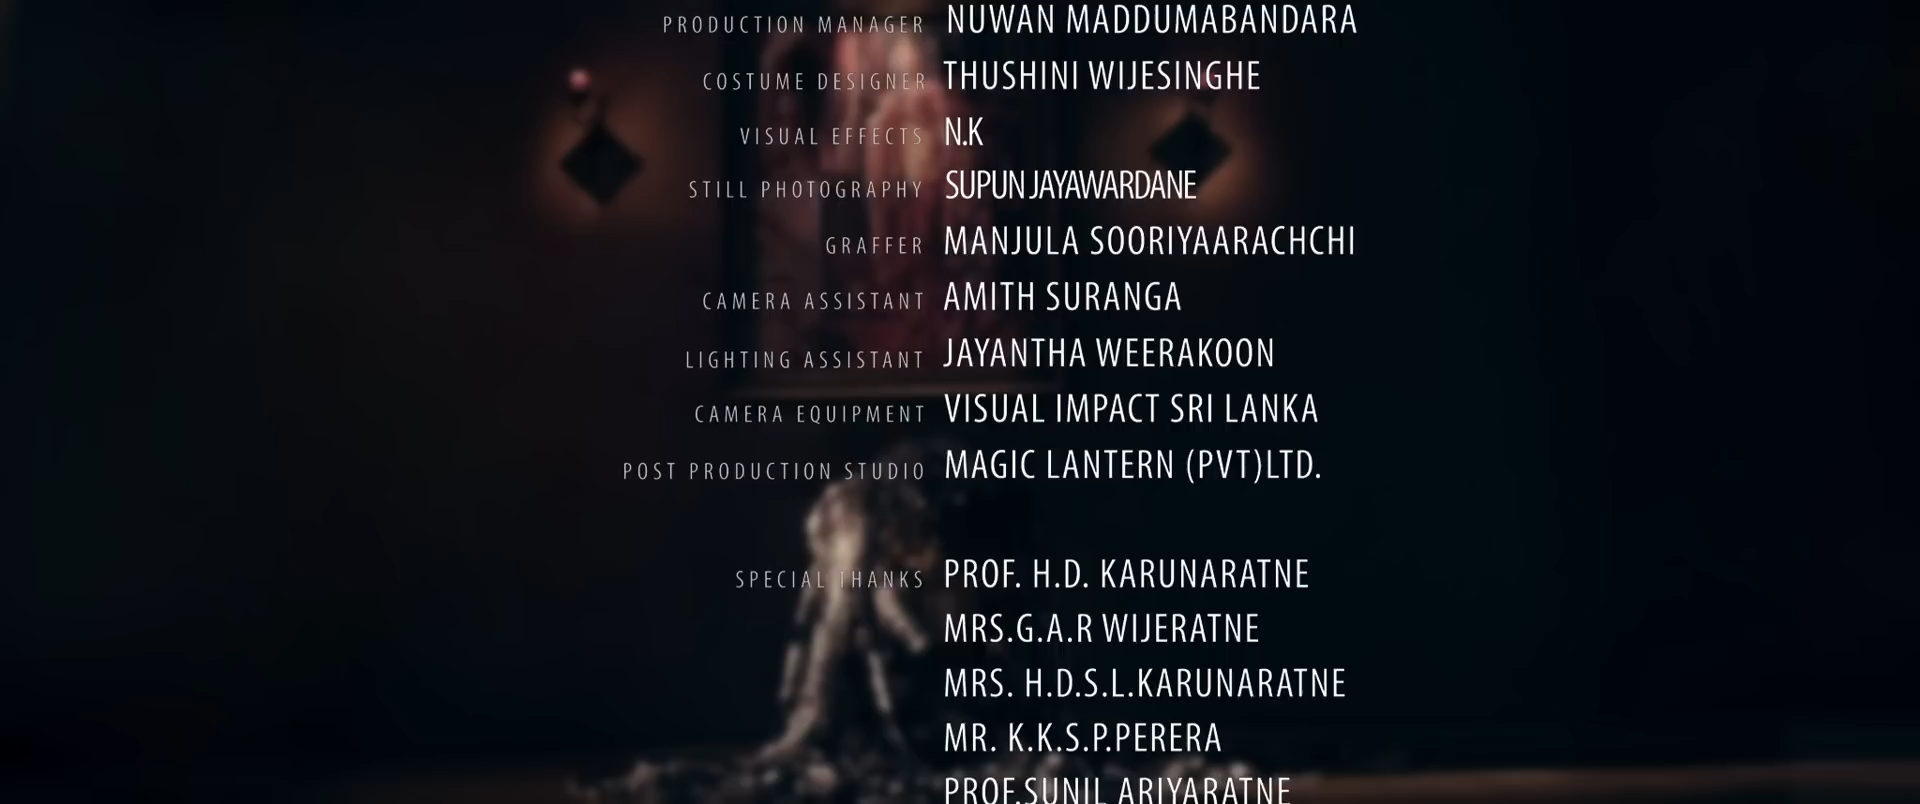 PRODUCTION MANAGER NUWAN MADDUMABANDARA
COSTUME DESIGNER THUSHINI WIJESINGHE
VISUAL EFFECTS N.K
STILL PHOTOGRAPHY SUPUN JAYAWARDANE
GRAFFER MANJULA SOORIYAARACHCHI
CAMERA ASSISTANT AMITH SURANGA
LIGHTING ASSISTANT JAYANTHA WEERAKOON
CAMERA EQUIPMENT VISUAL IMPACT SRI LANKA
POST PRODUCTION STUDIO MAGIC LANTERN (PVT)LTD.
SPECIAL THANKS PROF. H.D. KARUNARATNE
MRS.G.A.R WIJERATNE
MRS. H.D.S.L.KARUNARATNE
MR. K.K.S.P.PERERA
PROF.SUNIL ARIYARATNE